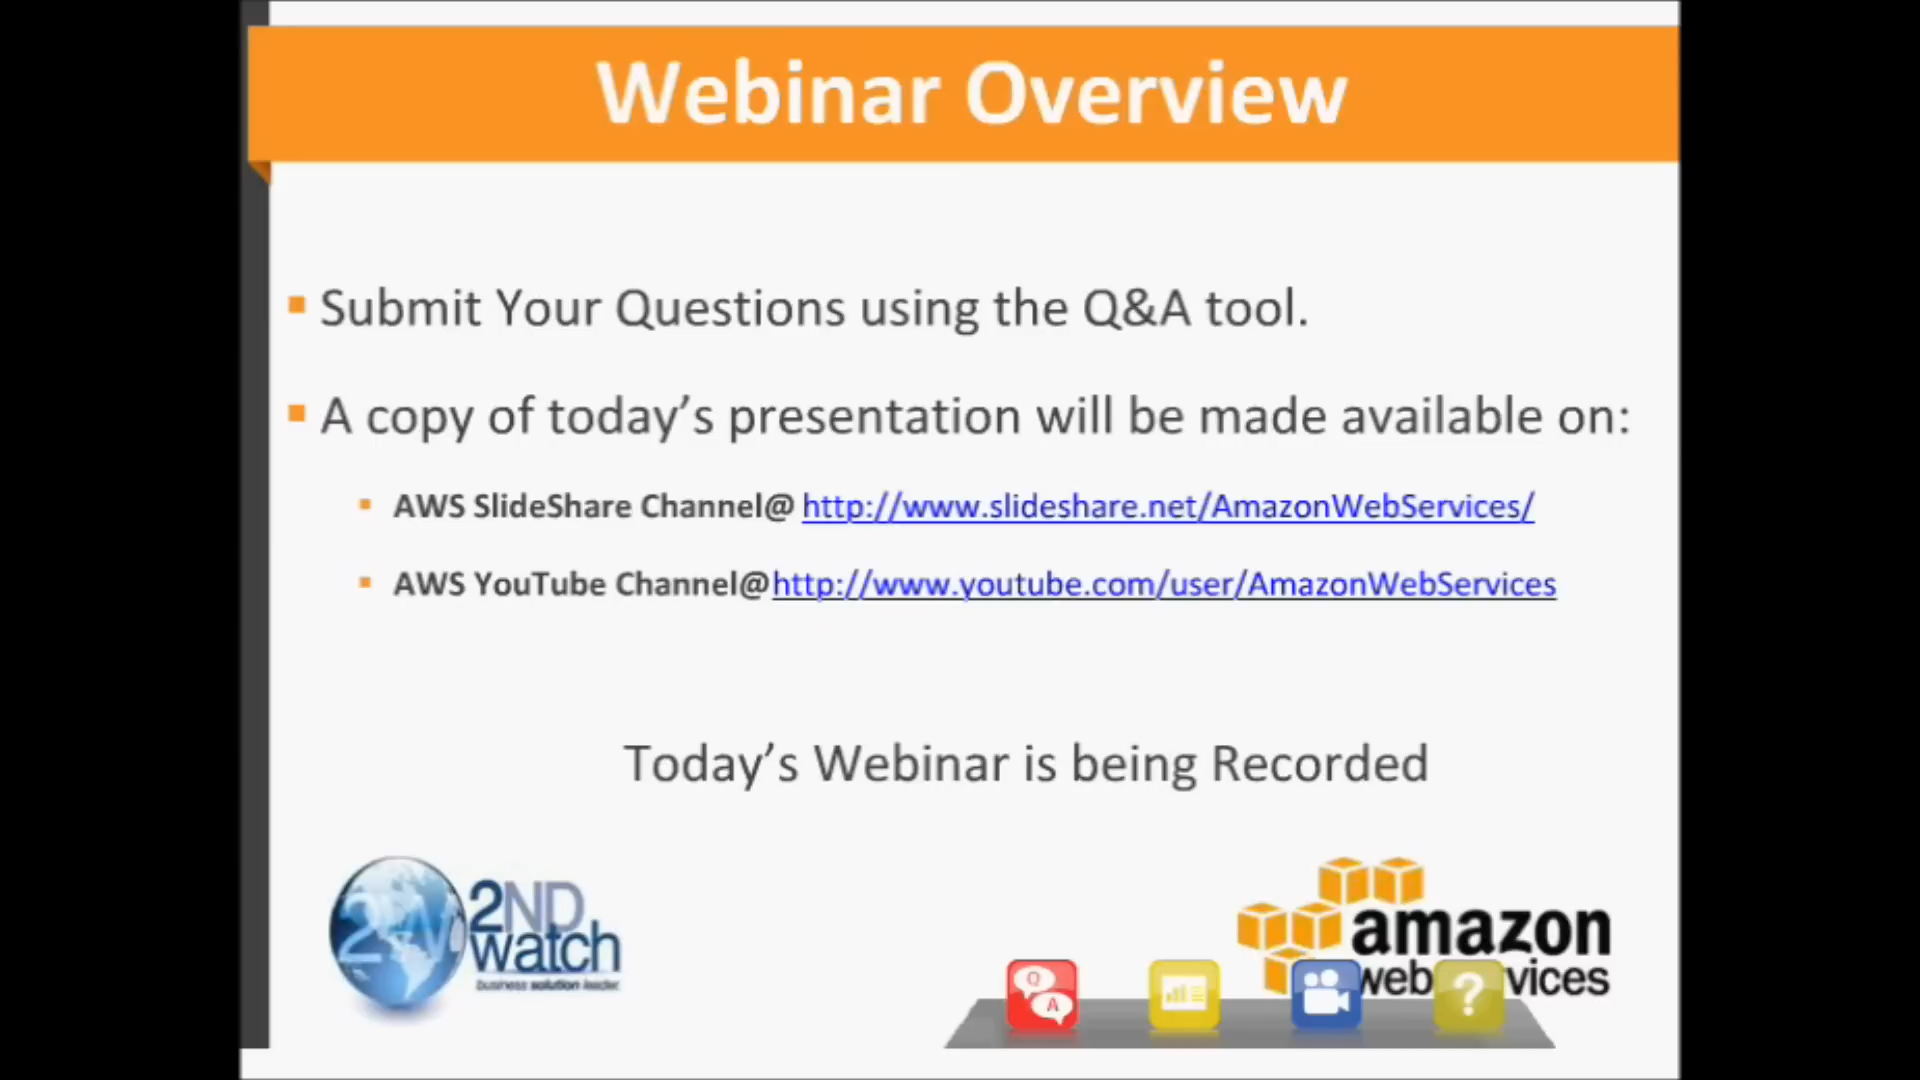 Webinar Overview
Submit Your Questions using the Q&A tool.
A copy of today's presentation will be made available on:
AWS SlideShare Channel@ http://www.slideshare.net/AmazonWebServices/
AWS YouTube Channel@http://www.youtube.com/user/AmazonWebServices
Today's Webinar is being Recorded
2W
2ND
watch
business solution leader
amazon
web vices
Q
A
?